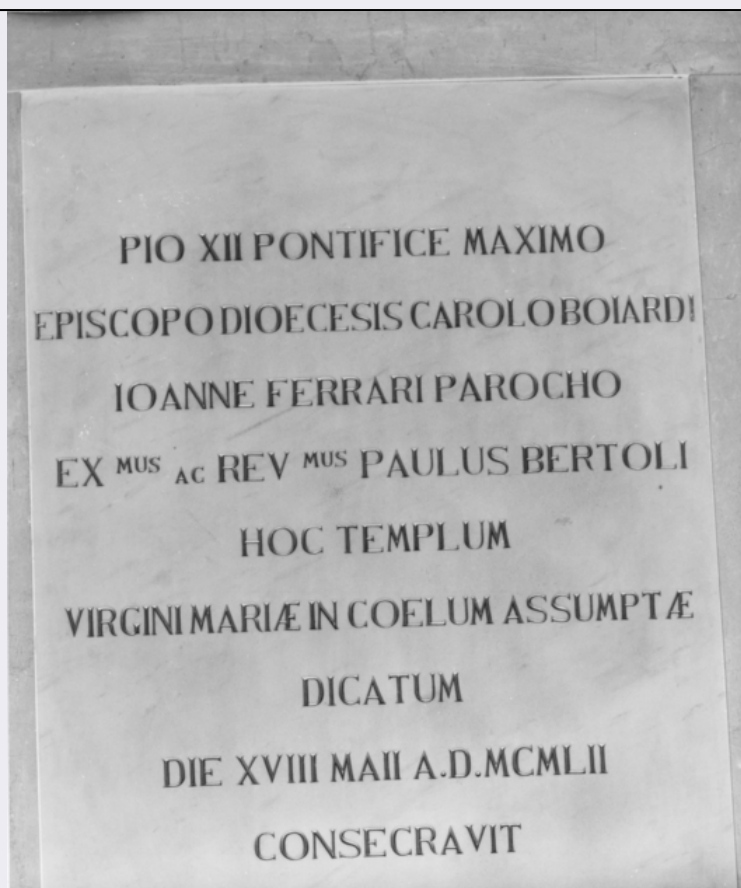 PIO XII PONTIFICE MAXIMO
EPISCOPO DIOECESIS CAROLO BOIARDI
IOANNE FERRARI PAROCHO
EX MUS AC REV MUS PAULUS BERTOLI
HOC TEMPLUM
VIRGINI MARIÆ IN COELUM ASSUMPTÆ
DICATUM
DIE XVIII MAII A.D.MCMLII
CONSECRAVIT